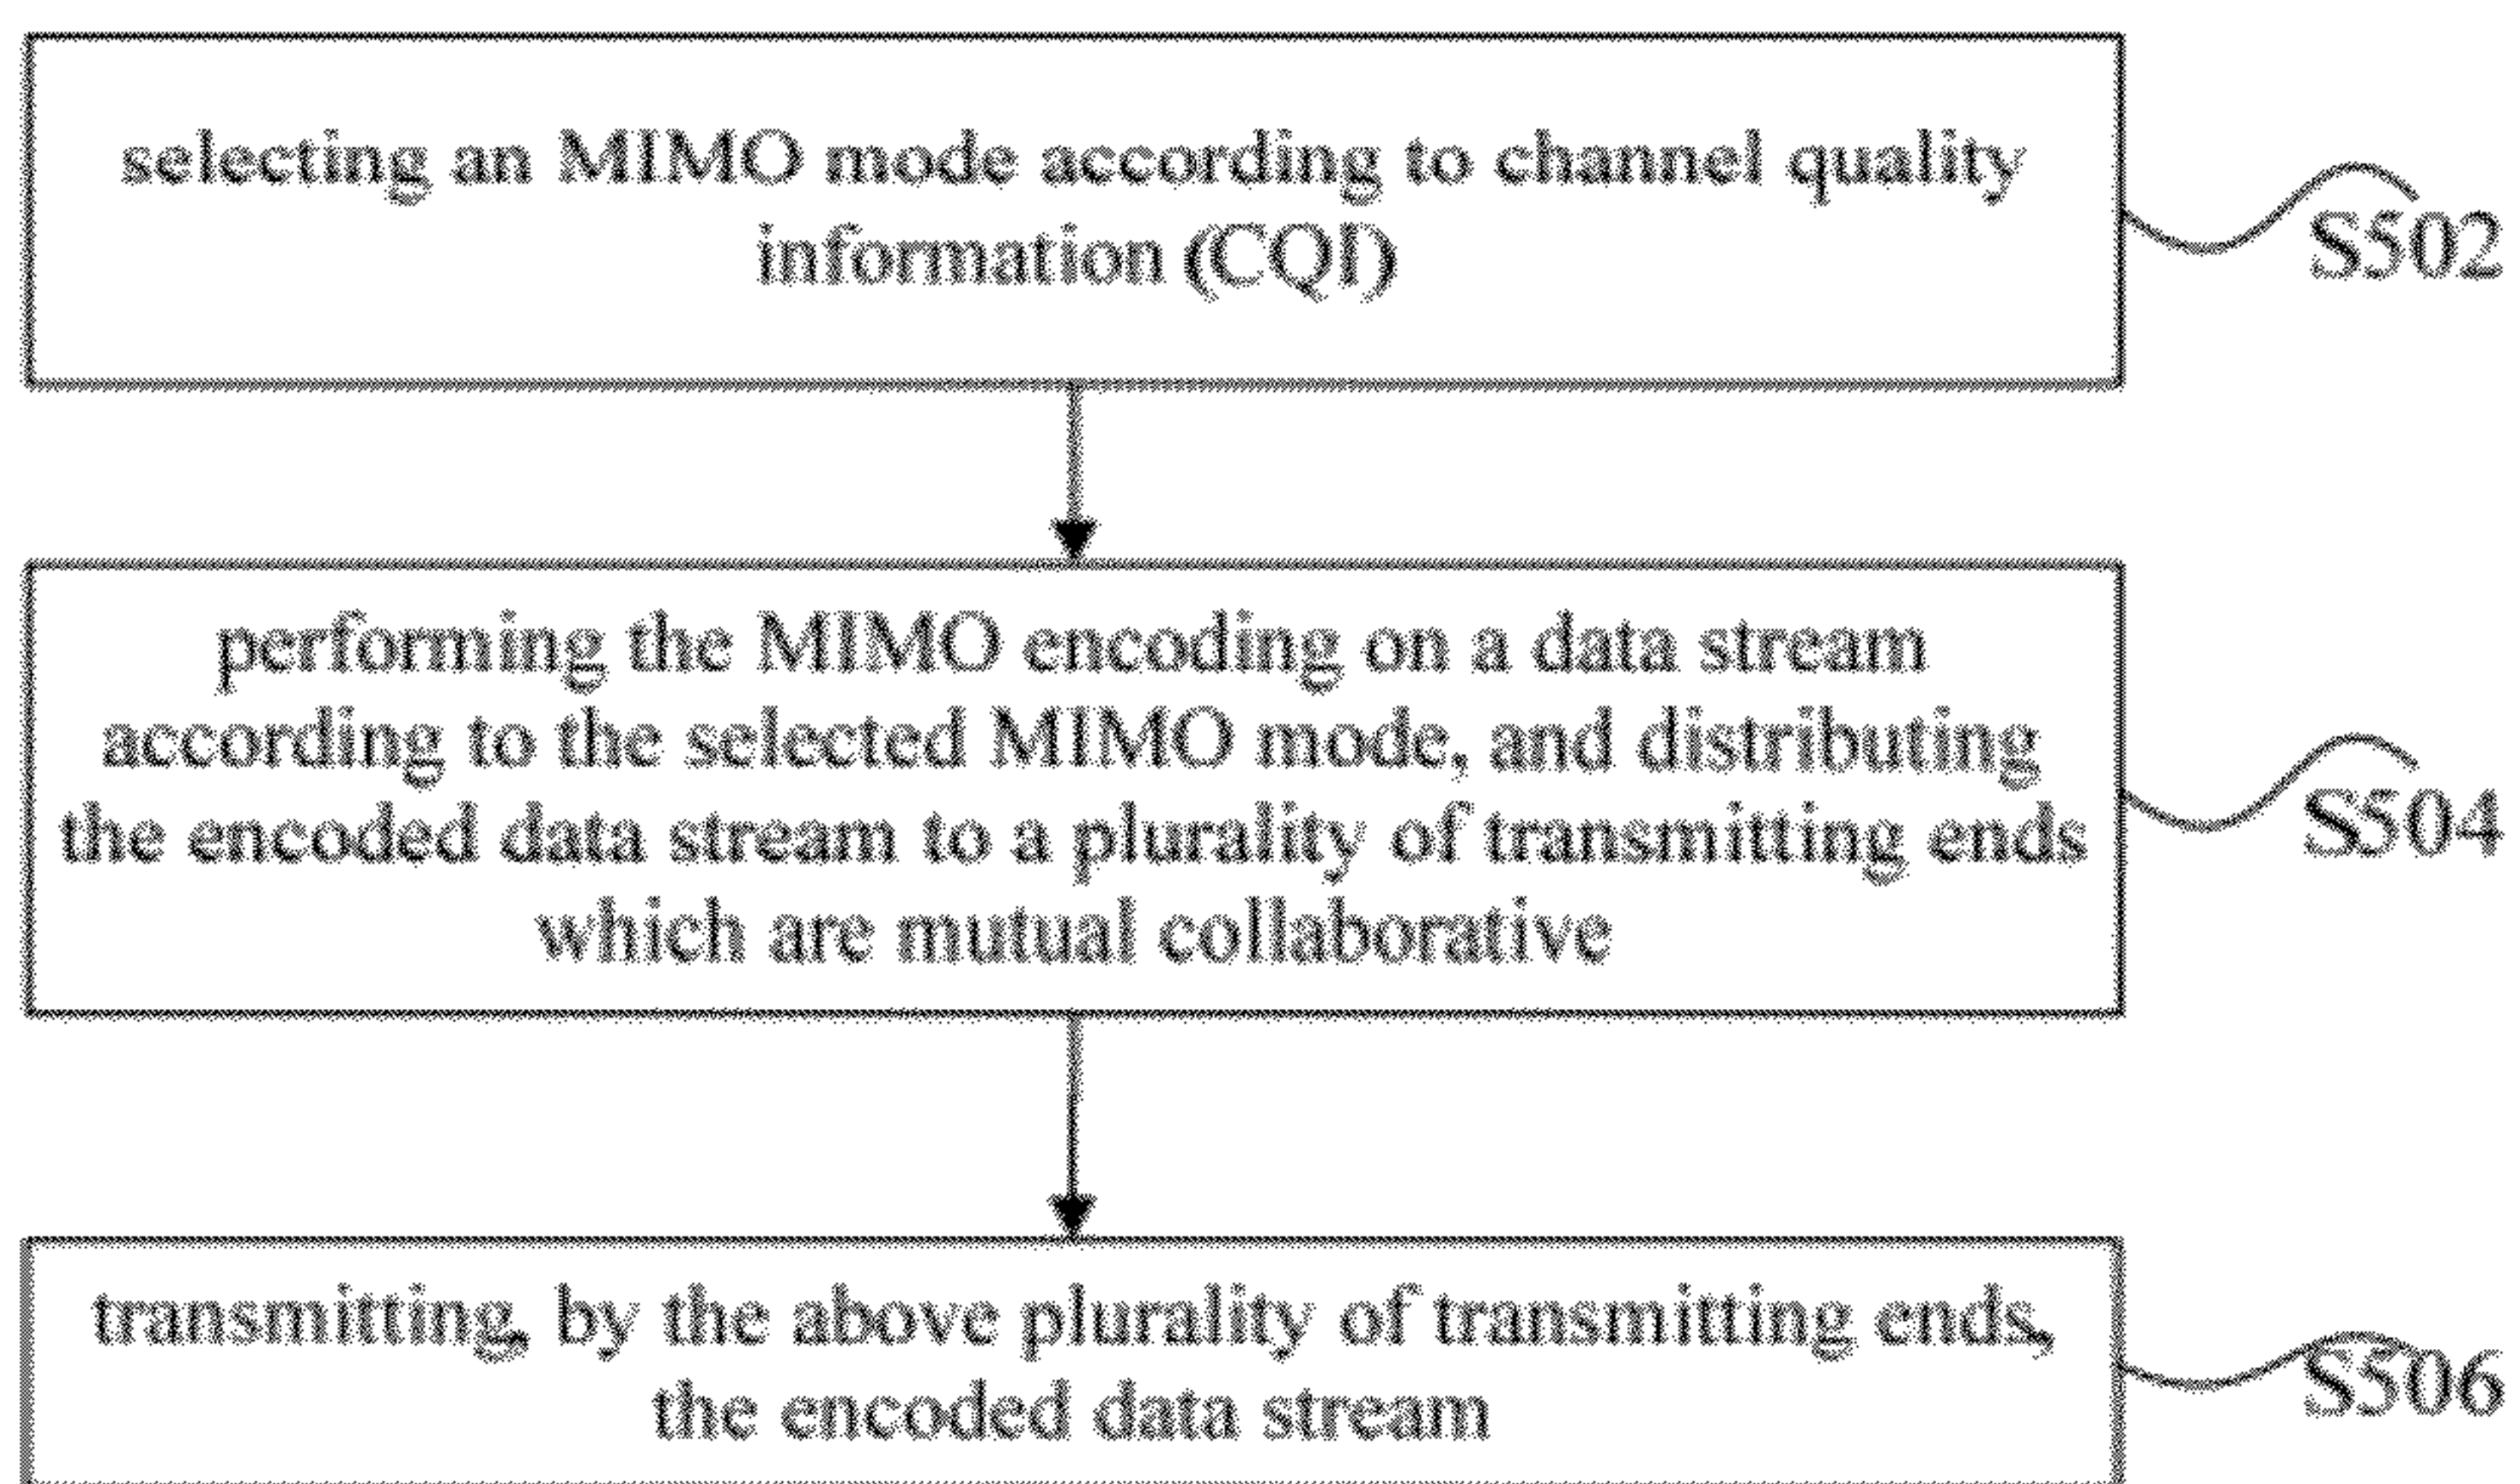 selecting an MIMO mode according to channel quality
information (CQI)
S502
performing the MIMO encoding on a data stream
according to the selected MIMO mode, and distributing
the encoded data stream to a plurality of transmitting ends
which are mutual collaborative
S504
transmitting, by the above plurality of transmitting ends,
the encoded data stream
S506